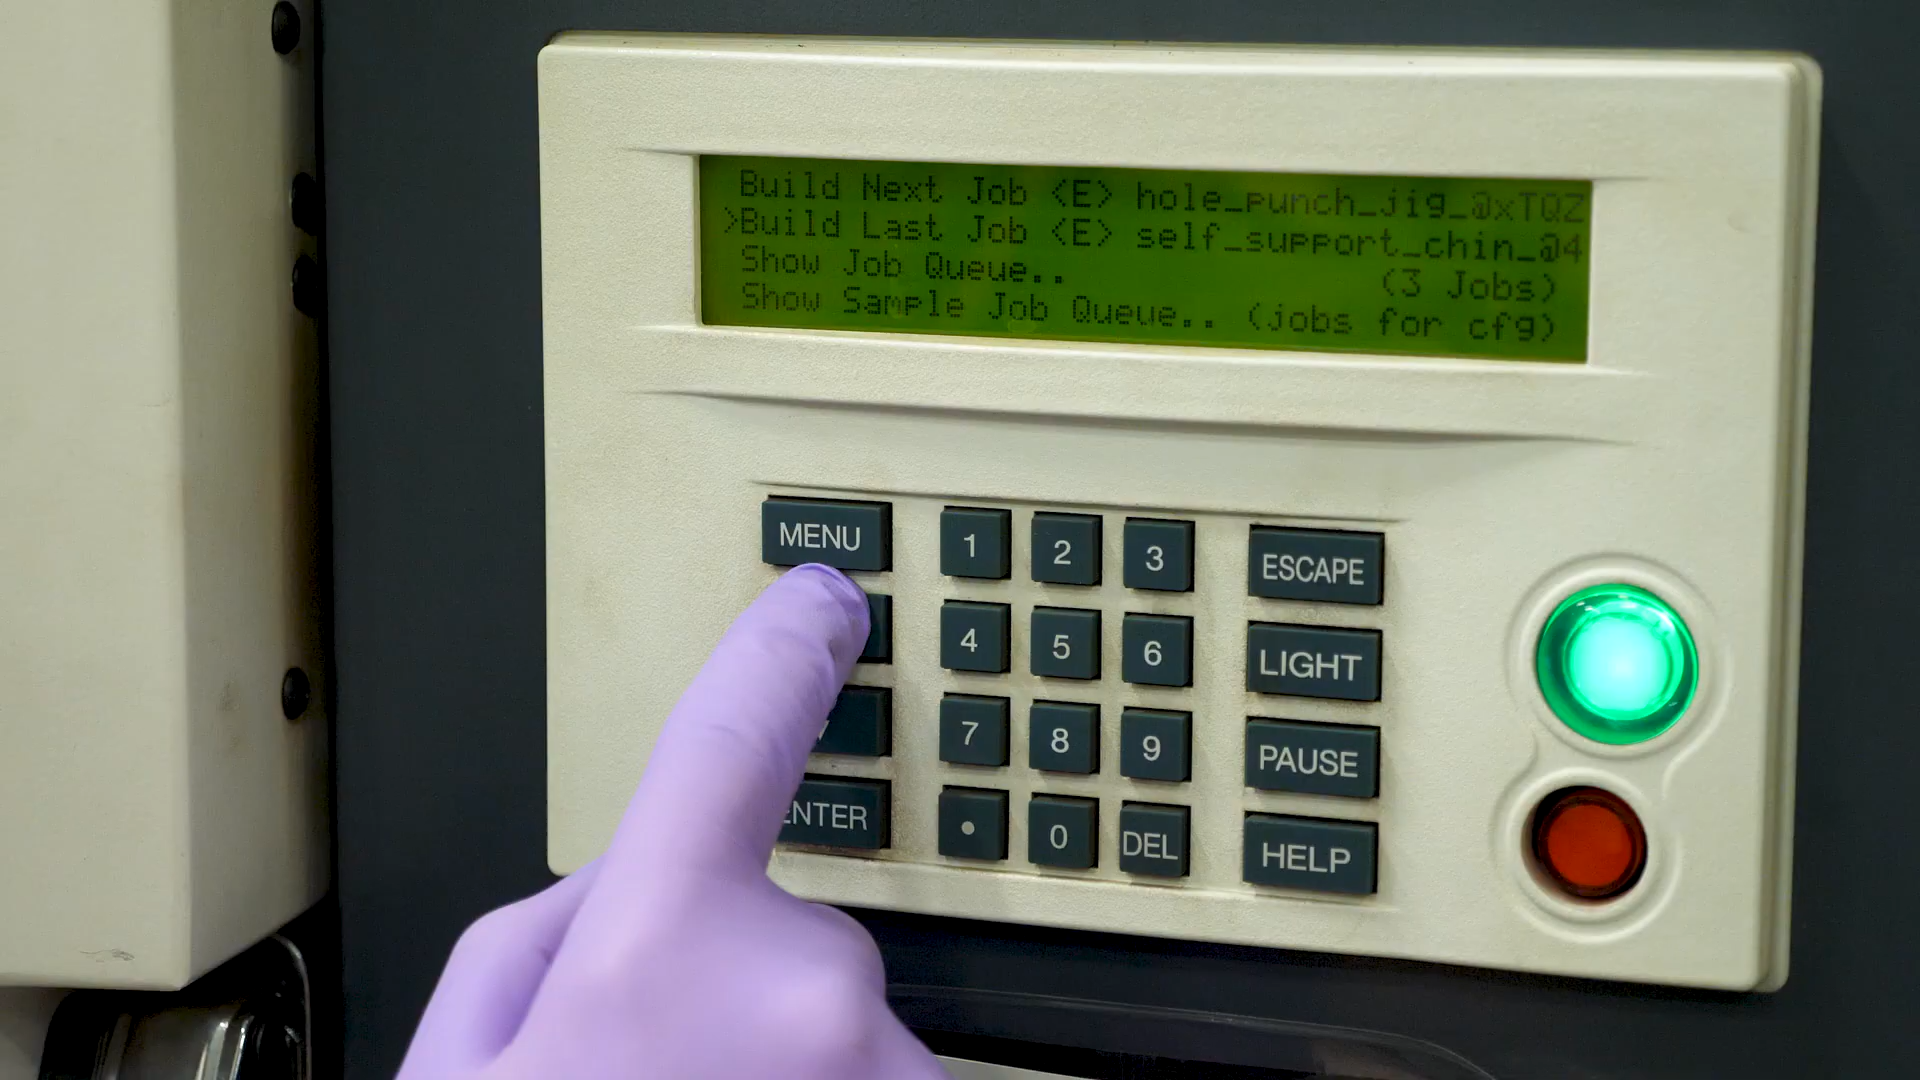 Build Next Job <E> hole_punch_jig_@xTQZ
>Build Last Job <E> self_support_chin_@4
Show Job Queue.. (3 Jobs)
Show Sample Job Queue.. (jobs for cfg)
MENU 1 2 3 ESCAPE
4 5 6 LIGHT
7 8 9 PAUSE
ENTER . 0 DEL HELP